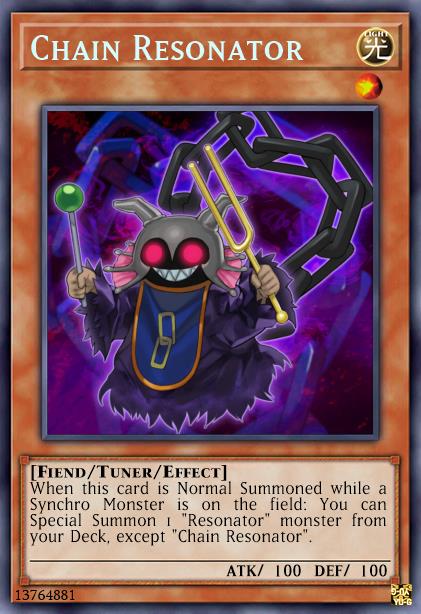 Chain Resonator
LIGHT
光
[Fiend/Tuner/Effect]
When this card is Normal Summoned while a
Synchro Monster is on the field: You can
Special Summon 1 "Resonator" monster from
your Deck, except "Chain Resonator".
ATK/ 100 DEF/ 100
13764881